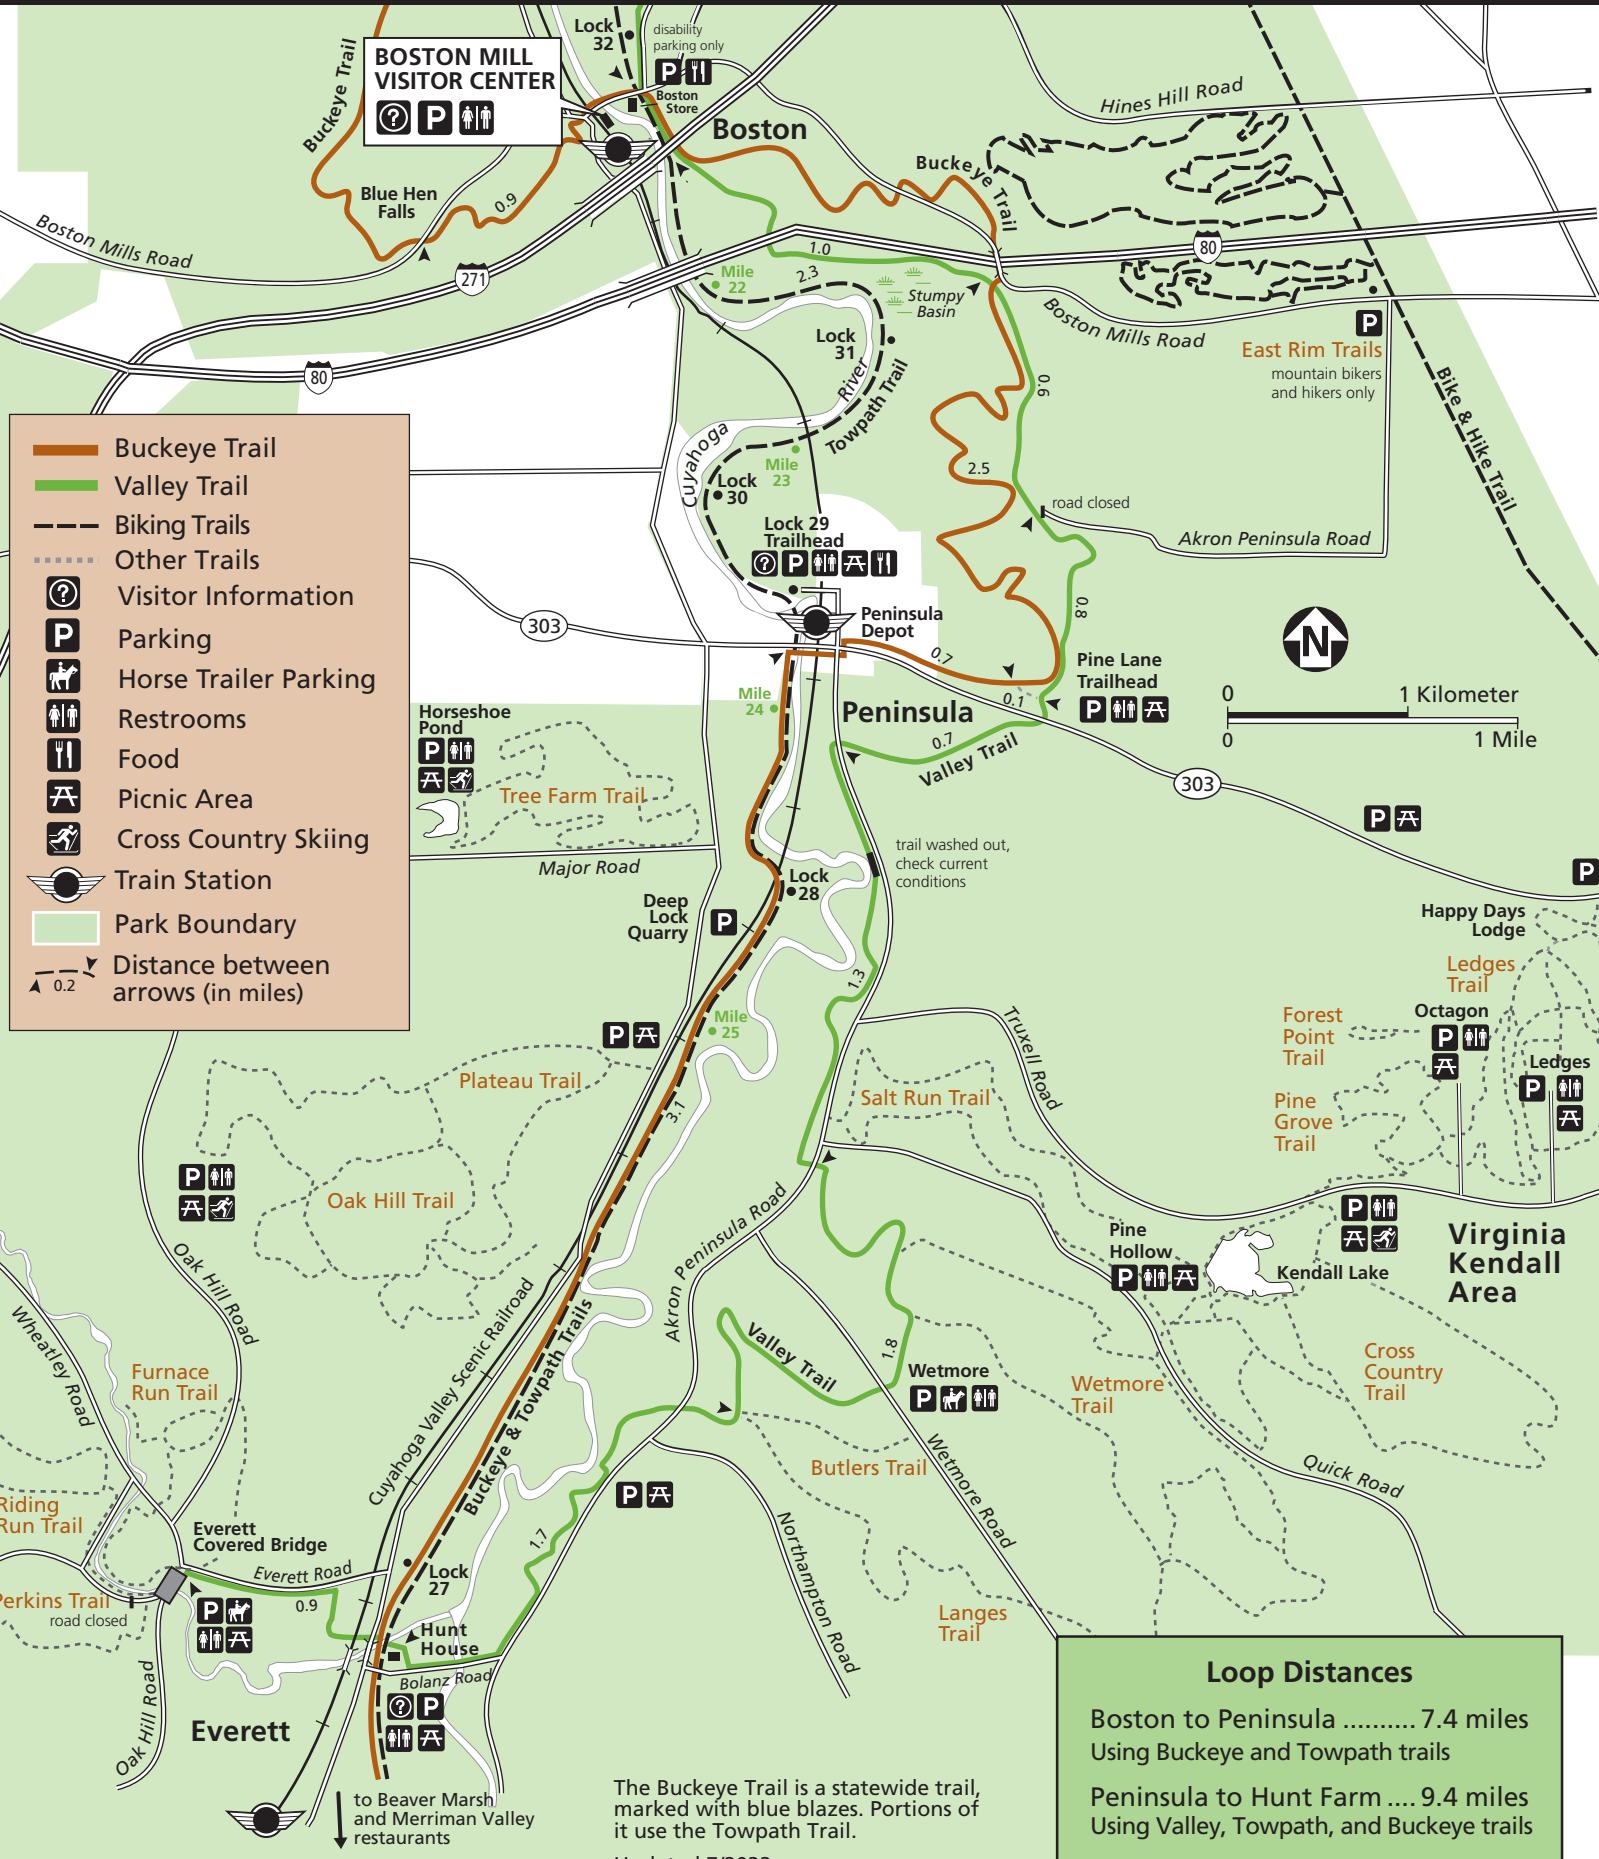 Lock
32
disability
parking only
BOSTON MILL
VISITOR CENTER
Buckeye Trail
P
Boston
Store
Boston
Hines Hill Road
Buckeye Trail
Blue Hen
Falls
0.9
Boston Mills Road
271
80
1.0
80
Mile
22
2.3
Stumpy
Basin
Boston Mills Road
Lock
31
River
Towpath Trail
P
East Rim Trails
mountain bikers
and hikers only
Bike & Hike Trail
0.6
Cuyahoga
Mile
23
Lock
30
2.5
road closed
Akron Peninsula Road
Lock 29
Trailhead
? P
Buckeye Trail
Valley Trail
Biking Trails
Other Trails
? Visitor Information
P Parking
Horse Trailer Parking
Restrooms
Food
Picnic Area
Cross Country Skiing
Train Station
Park Boundary
Distance between
arrows (in miles)
0.2
303
Peninsula
Depot
0.8
0.7
Pine Lane
Trailhead
P
0.1
N
0 1 Kilometer
0 1 Mile
Mile
24
Peninsula
0.7
Valley Trail
303
Horseshoe
Pond
P
Tree Farm Trail
Major Road
P
trail washed out,
check current
conditions
P
Lock
28
Deep
Lock
Quarry
P
Happy Days
Lodge
Ledges
Trail
1.3
Mile
25
P
Truxell Road
Forest
Point
Trail
Octagon
P
Ledges
P
Plateau Trail
3.1
Salt Run Trail
Pine
Grove
Trail
P
Oak Hill Trail
Akron Peninsula Road
Pine
Hollow
P
Kendall Lake
P
Virginia
Kendall
Area
Oak Hill Road
Wheatley Road
Cuyahoga Valley Scenic Railroad
Buckeye & Towpath Trails
Valley Trail
1.8
Wetmore
P
Wetmore
Trail
Cross
Country
Trail
Furnace
Run Trail
Butlers Trail
Wetmore Road
Quick Road
P
Riding
Run Trail
Everett
Covered Bridge
Everett Road
0.9
Perkins Trail
road closed
P
1.7
Northampton Road
Lock
27
Langes
Trail
Hunt
House
Bolanz Road
? P
Oak Hill Road
Everett
to Beaver Marsh
and Merriman Valley
restaurants
The Buckeye Trail is a statewide trail,
marked with blue blazes. Portions of
it use the Towpath Trail.
Loop Distances
Boston to Peninsula .......... 7.4 miles
Using Buckeye and Towpath trails
Peninsula to Hunt Farm .... 9.4 miles
Using Valley, Towpath, and Buckeye trails